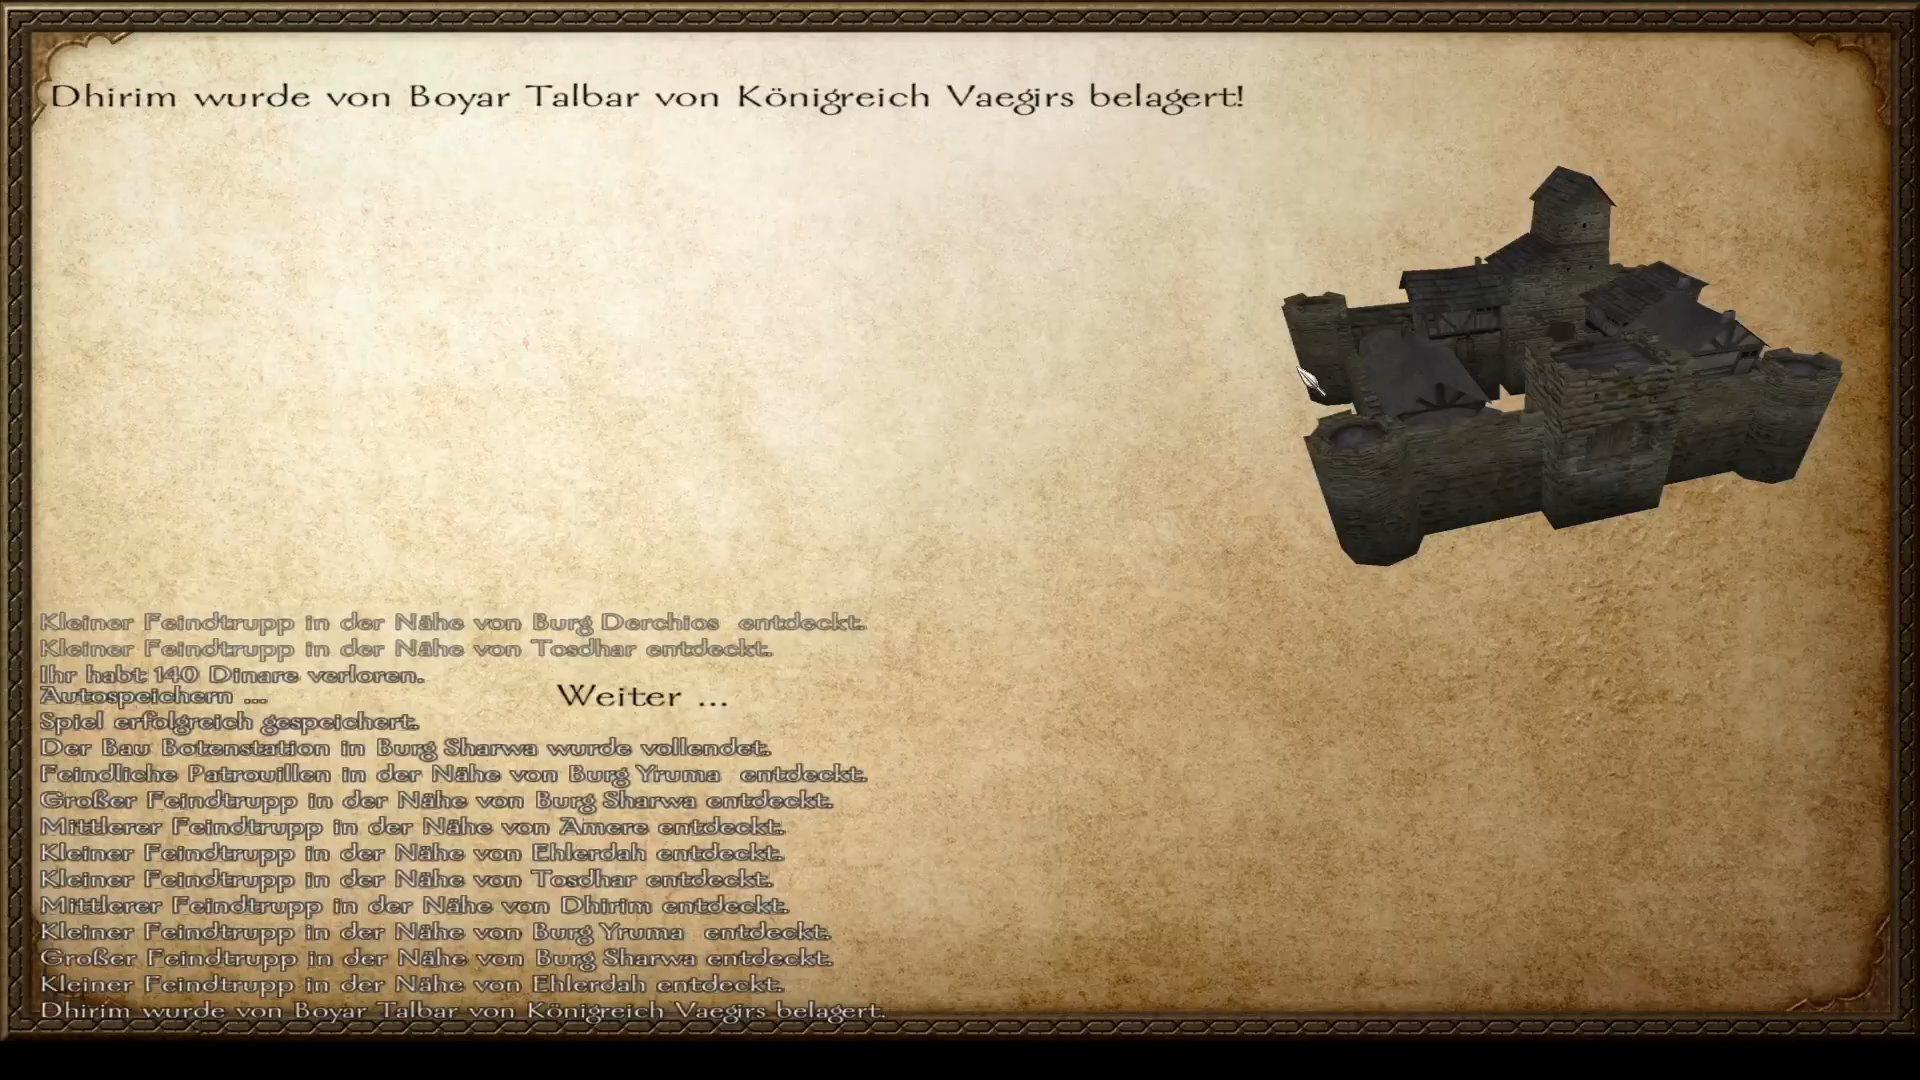 Dhirim wurde von Boyar Talbar von Königreich Vaegirs belagert!
Kleiner Feindtrupp in der Nähe von Burg Derchios entdeckt.
Kleiner Feindtrupp in der Nähe von Tosdhar entdeckt.
Ihr habt 140 Dinare verloren.
Autospeichern ...
Weiter ...
Spiel erfolgreich gespeichert.
Der Bau Botenstation in Burg Sharwa wurde vollendet.
Feindliche Patrouillen in der Nähe von Burg Yruma entdeckt.
Großer Feindtrupp in der Nähe von Burg Sharwa entdeckt.
Mittlerer Feindtrupp in der Nähe von Amere entdeckt.
Kleiner Feindtrupp in der Nähe von Ehlerdah entdeckt.
Kleiner Feindtrupp in der Nähe von Tosdhar entdeckt.
Mittlerer Feindtrupp in der Nähe von Dhirim entdeckt.
Kleiner Feindtrupp in der Nähe von Burg Yruma entdeckt.
Großer Feindtrupp in der Nähe von Burg Sharwa entdeckt.
Kleiner Feindtrupp in der Nähe von Ehlerdah entdeckt.
Dhirim wurde von Boyar Talbar von Königreich Vaegirs belagert.